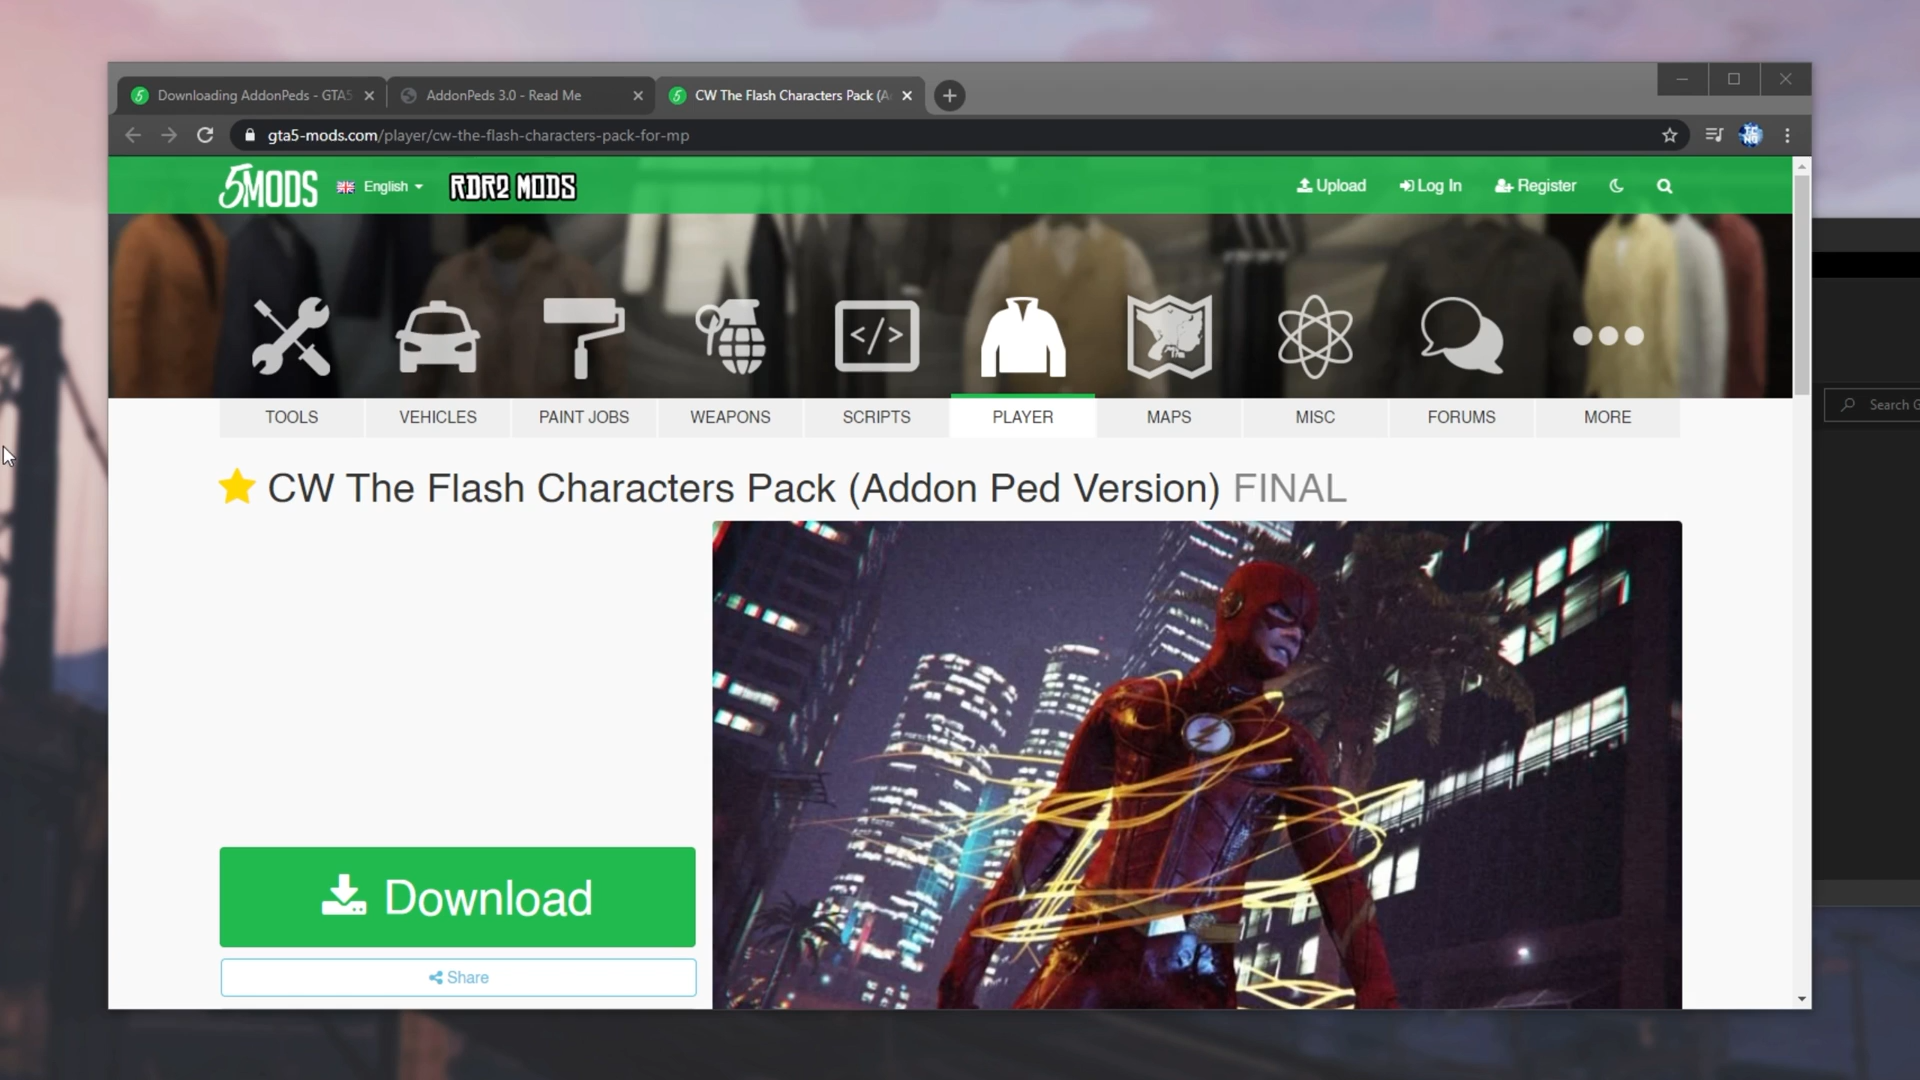 Downloading AddonPeds - GTA5
AddonPeds 3.0 - Read Me
CW The Flash Characters Pack (A
gta5-mods.com/player/cw-the-flash-characters-pack-for-mp
5MODS
English
RDR2 MODS
Upload
Log In
Register
TOOLS
VEHICLES
PAINT JOBS
WEAPONS
SCRIPTS
PLAYER
MAPS
MISC
FORUMS
MORE
Search G
CW The Flash Characters Pack (Addon Ped Version) FINAL
Download
Share